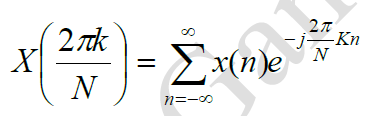 X(2πk/N) = ∑_{n=-∞}^{∞} x(n)e^{-j(2π/N)Kn}